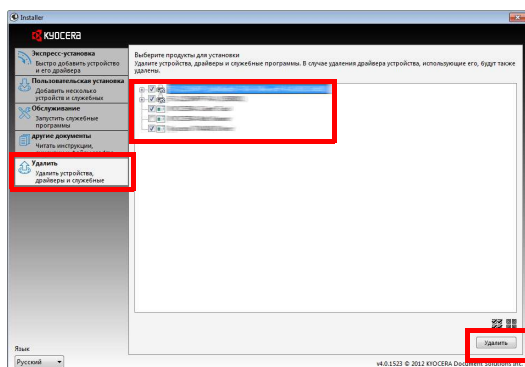 Installer
KYOCERA
Экспресс-установка
Быстро добавить устройство
и его драйвера
Пользовательская установка
Добавить несколько
устройств и служебных
Обслуживание
Запустить служебные
программы
другие документы
Читать инструкции,
Удалить
Удалить устройства,
драйверы и служебные
Выберите продукты для установки
Удалите устройства, драйверы и служебные программы. В случае удаления драйвера устройства, использующие его, будут также
удалены.
Удалить
Язык
Русский
v4.0.1523 © 2012 KYOCERA Document Solutions Inc.